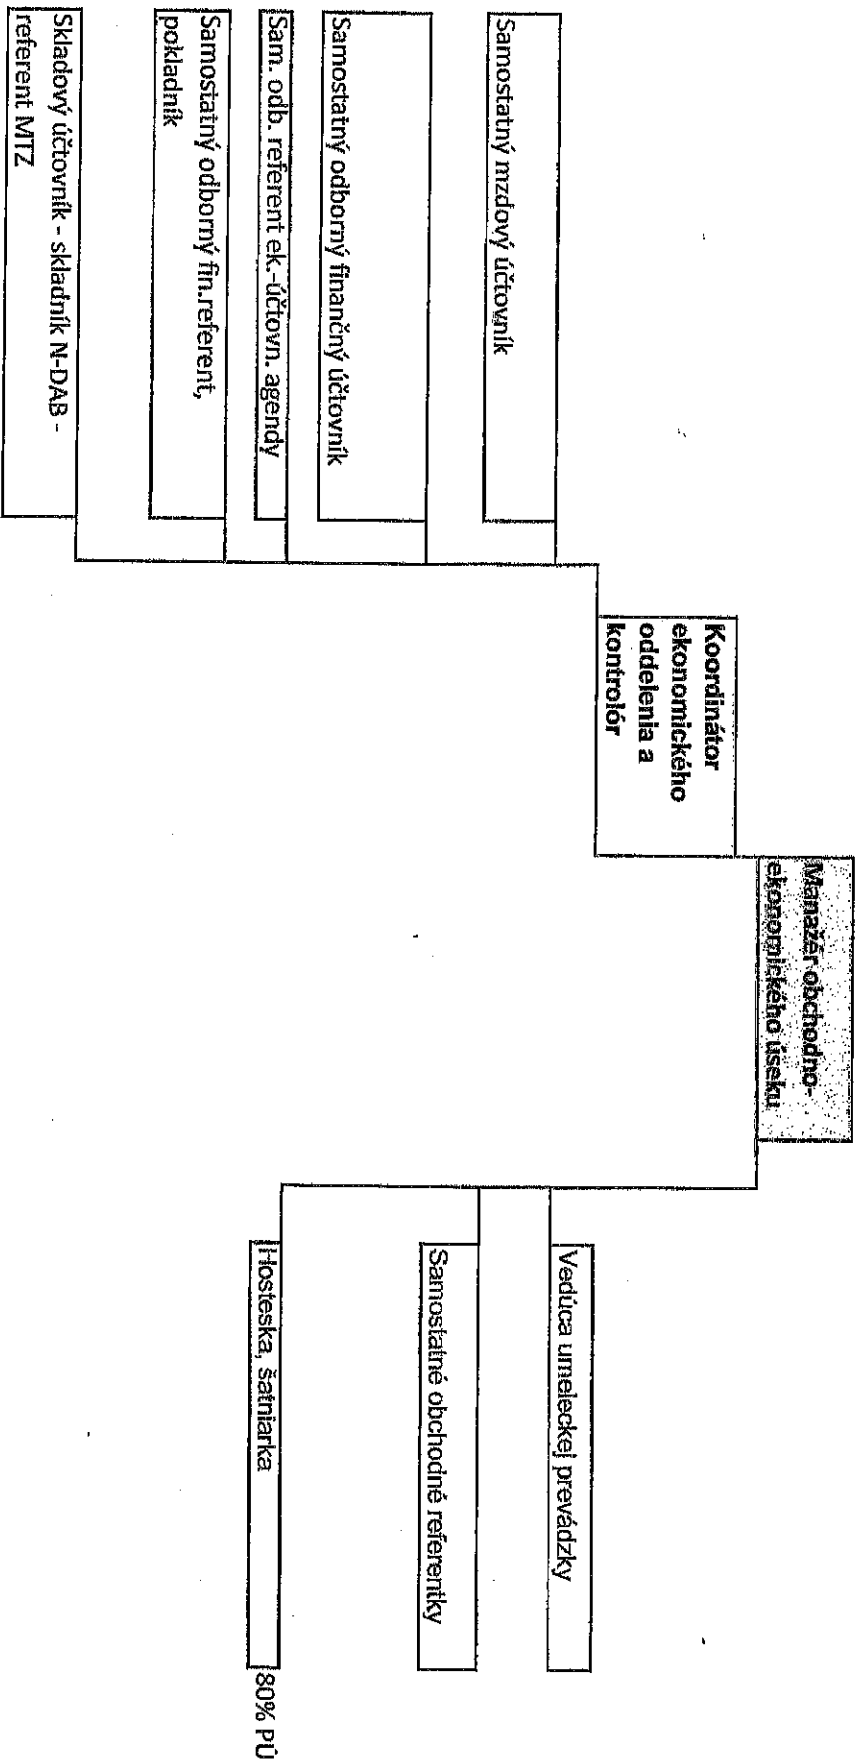 Manažér obchodno-
ekonomického úseku
Koordinátor
ekonomického
oddelenia a
kontrolór
Samostatný mzdový účtovník
Samostatný odborný finančný účtovník
Sam. odb. referent ek.-účtovn. agendy
Samostatný odborný fin.referent,
pokladník
Skladový účtovník - skladník N-DAB -
referent MTZ
Vedúca umeleckej prevádzky
Samostatné obchodné referentky
Hosteska, šatniarka
80% PÚ